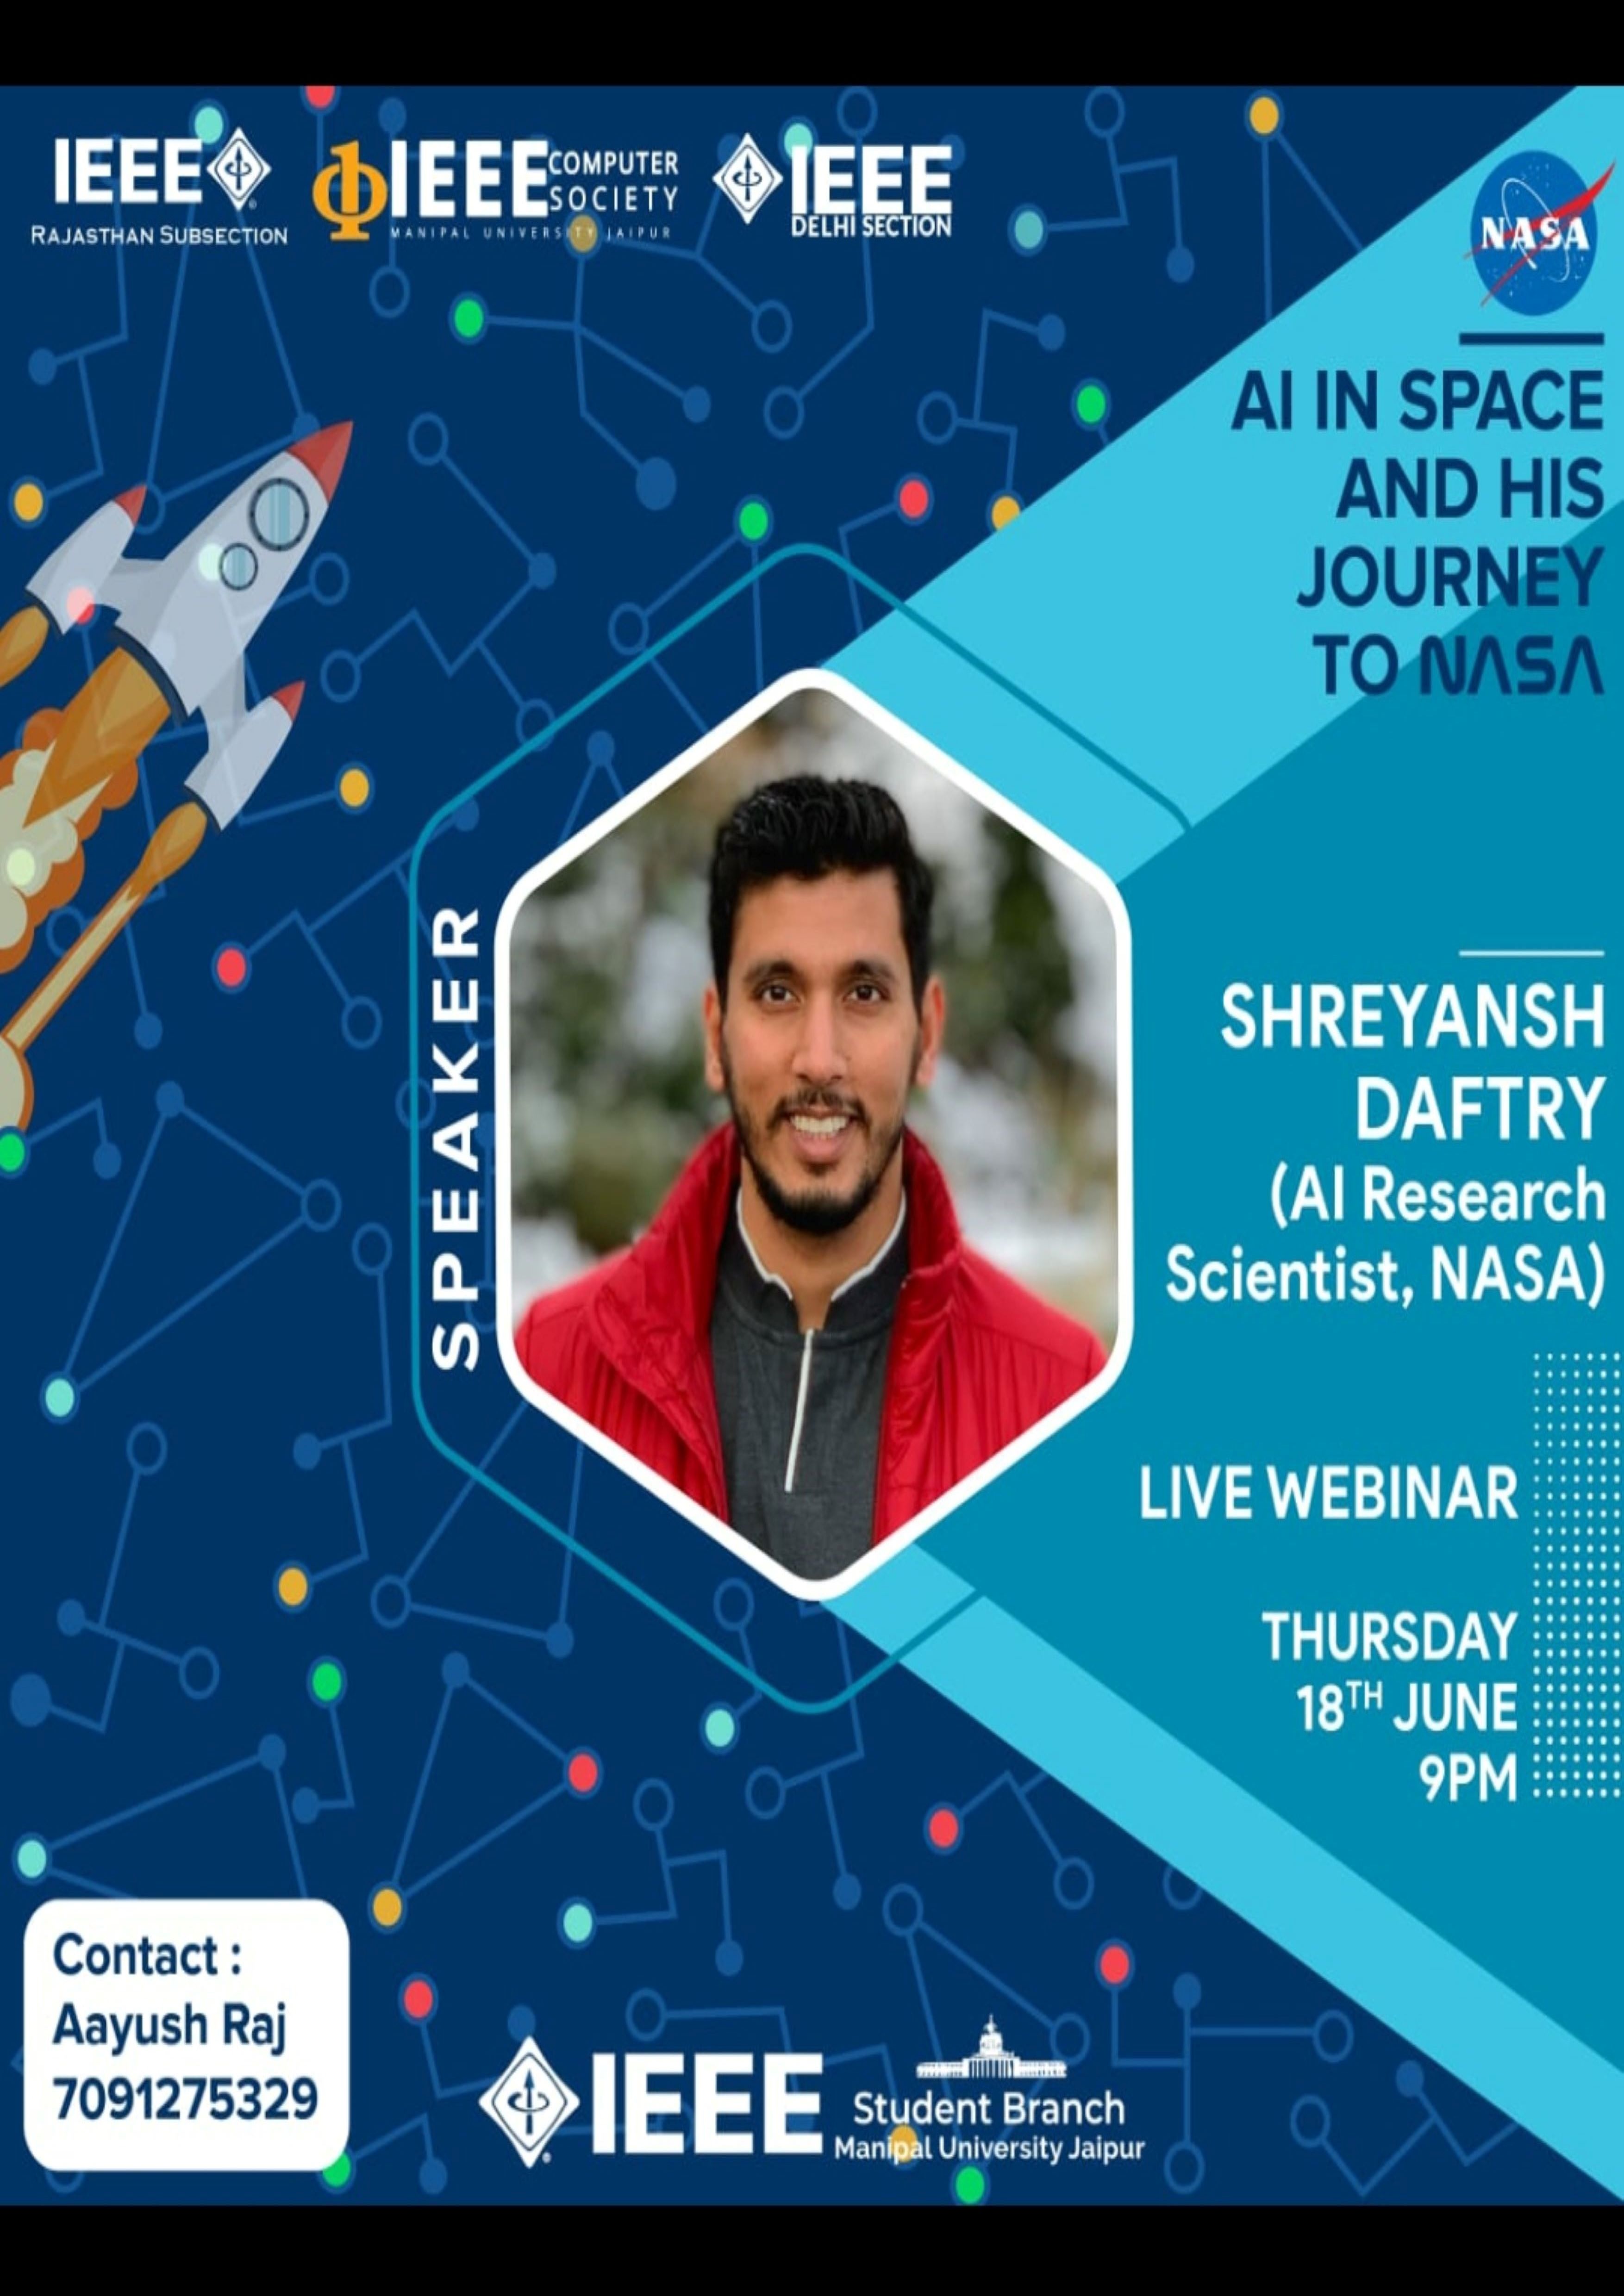 IEEE
RAJASTHAN SUBSECTION
IEEE COMPUTER
SOCIETY
MANIPAL UNIVERSITY JAIPUR
IEEE
DELHI SECTION
NASA
AI IN SPACE
AND HIS
JOURNEY
TO NASA
SPEAKER
SHREYANSH
DAFTRY
(AI Research
Scientist, NASA)
LIVE WEBINAR
THURSDAY
18TH JUNE
9PM
Contact :
Aayush Raj
7091275329
IEEE
Student Branch
Manipal University Jaipur